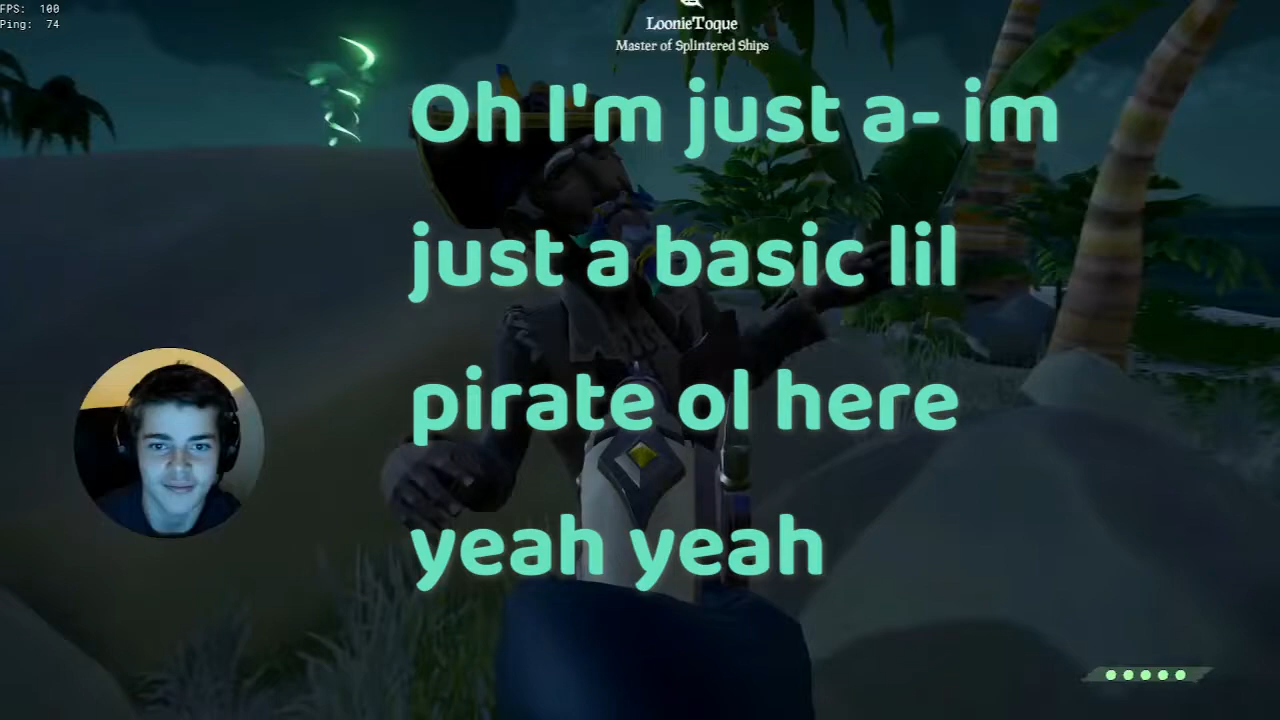 FPS: 100
Ping: 74
LoonieToque
Master of Splintered Ships
Oh I'm just a- im
just a basic lil
pirate ol here
yeah yeah